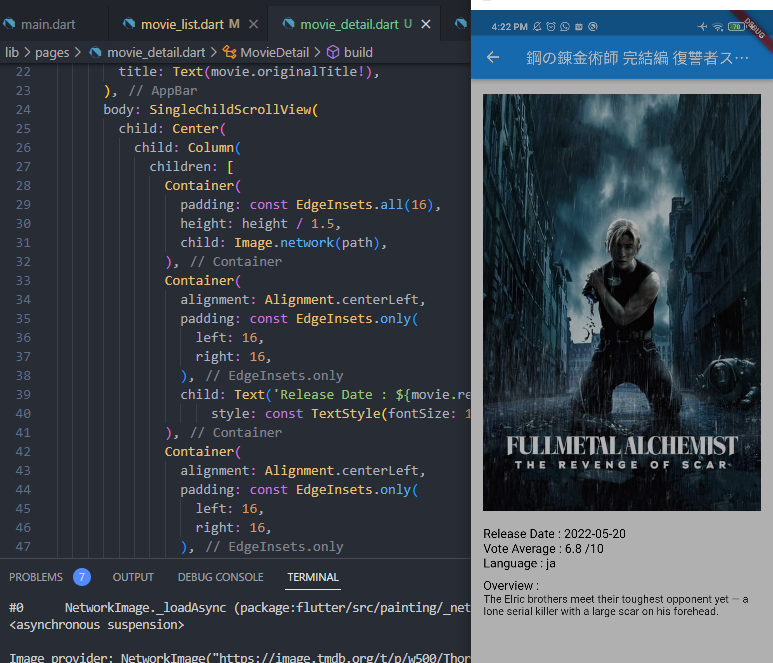 main.dart
movie_list.dart M
movie_detail.dart U
lib > pages > movie_detail.dart > MovieDetail > build
22 title: Text(movie.originalTitle!),
23 ), // AppBar
24 body: SingleChildScrollView(
25 child: Center(
26 child: Column(
27 children: [
28 Container(
29 padding: const EdgeInsets.all(16),
30 height: height / 1.5,
31 child: Image.network(path),
32 ), // Container
33 Container(
34 alignment: Alignment.centerLeft,
35 padding: const EdgeInsets.only(
36 left: 16,
37 right: 16,
38 ), // EdgeInsets.only
39 child: Text('Release Date : ${movie.re
40 style: const TextStyle(fontSize: 1
41 ), // Container
42 Container(
43 alignment: Alignment.centerLeft,
44 padding: const EdgeInsets.only(
45 left: 16,
46 right: 16,
47 ), // EdgeInsets.only
PROBLEMS 7 OUTPUT DEBUG CONSOLE TERMINAL
#0 NetworkImage._loadAsync (package:flutter/src/painting/_net
<asynchronous suspension>
Image provider: NetworkImage("https://image.tmdb.org/t/p/w500/Thor
4:22 PM
DEBUG
鋼の錬金術師 完結編 復讐者ス…
FULLMETAL ALCHEMIST
THE REVENGE OF SCAR
Release Date : 2022-05-20
Vote Average : 6.8 /10
Language : ja
Overview :
The Elric brothers meet their toughest opponent yet — a
lone serial killer with a large scar on his forehead.